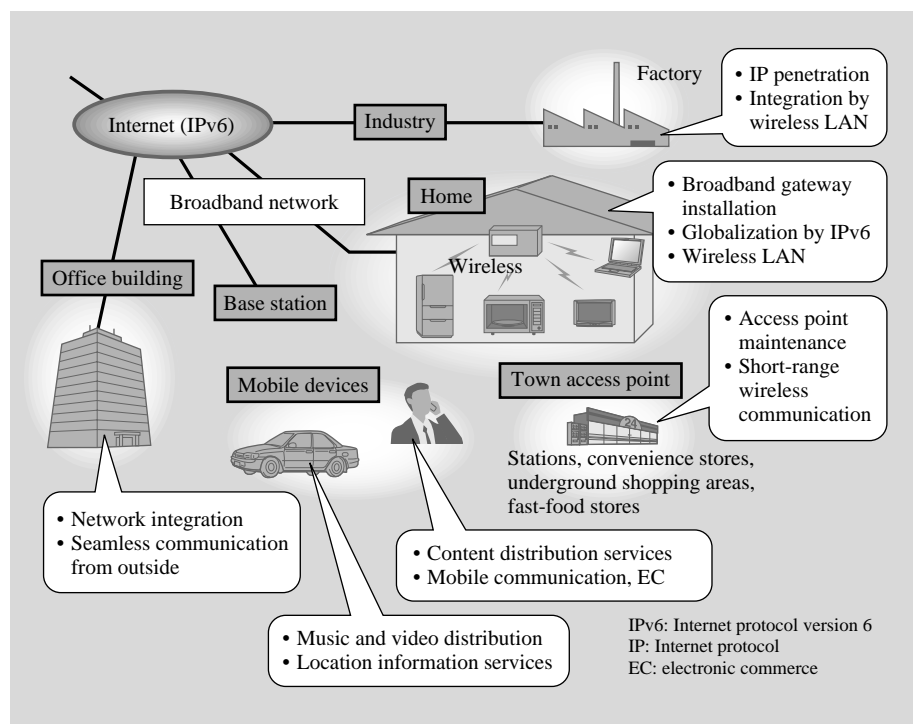 Factory
• IP penetration
• Integration by
wireless LAN
Internet (IPv6)
Industry
Broadband network
Home
• Broadband gateway
installation
• Globalization by IPv6
• Wireless LAN
Wireless
Office building
Base station
• Access point
maintenance
• Short-range
wireless
communication
Mobile devices
Town access point
24
Stations, convenience stores,
underground shopping areas,
fast-food stores
• Network integration
• Seamless communication
from outside
• Content distribution services
• Mobile communication, EC
• Music and video distribution
• Location information services
IPv6: Internet protocol version 6
IP: Internet protocol
EC: electronic commerce